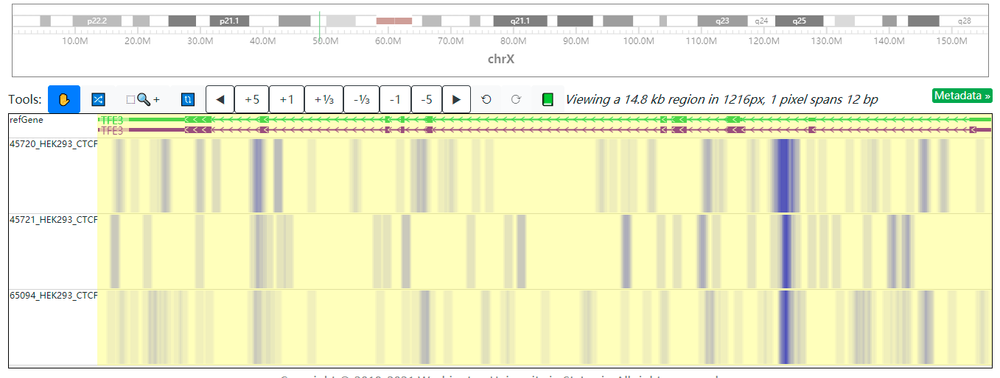 p22.2 p21.1 q21.1 q23 q24 q25 q28
10.0M 20.0M 30.0M 40.0M 50.0M 60.0M 70.0M 80.0M 90.0M 100.0M 110.0M 120.0M 130.0M 140.0M 150.0M
chrX
Tools: + ◀ +5 +1 +⅓ -⅓ -1 -5 ▶ Viewing a 14.8 kb region in 1216px, 1 pixel spans 12 bp Metadata »
refGene TFE3
TFE3
45720_HEK293_CTCF
45721_HEK293_CTCF
65094_HEK293_CTCF